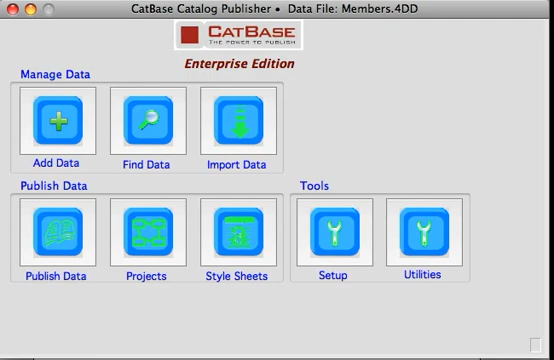 CatBase Catalog Publisher • Data File: Members.4DD
CATBASE
THE POWER TO PUBLISH
Enterprise Edition
Manage Data
Add Data
Find Data
Import Data
Publish Data
Tools
Publish Data
Projects
Style Sheets
Setup
Utilities